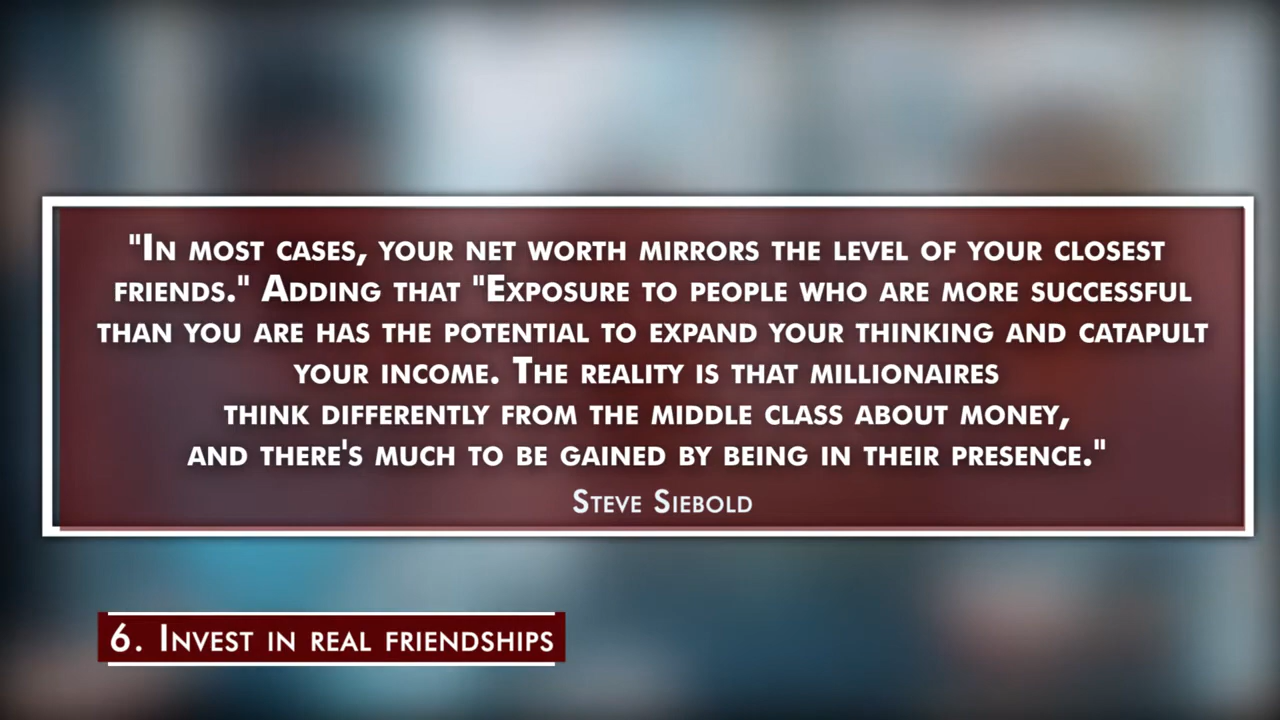 "In most cases, your net worth mirrors the level of your closest
friends." Adding that "Exposure to people who are more successful
than you are has the potential to expand your thinking and catapult
your income. The reality is that millionaires
think differently from the middle class about money,
and there's much to be gained by being in their presence."
Steve Siebold
6. Invest in real friendships